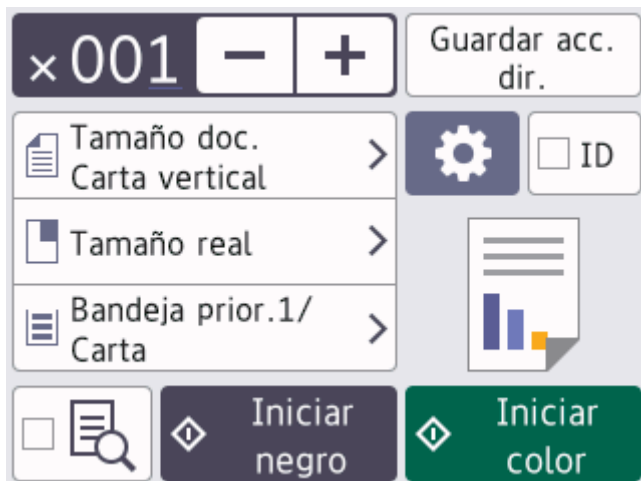 ×001
− +
Guardar acc.
dir.
Tamaño doc.
Carta vertical
ID
Tamaño real
Bandeja prior.1/
Carta
Iniciar
negro
Iniciar
color